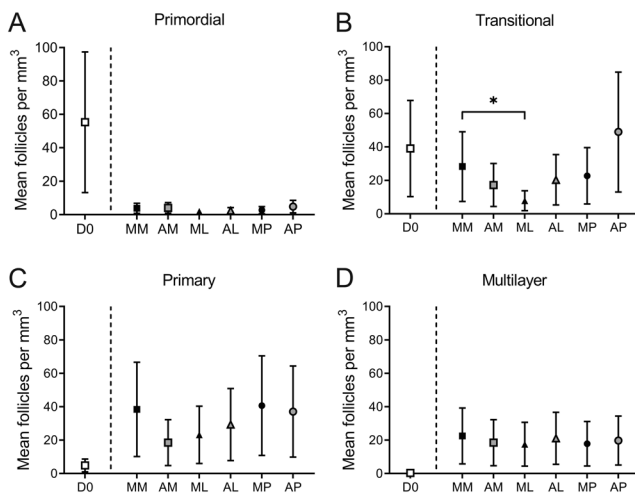 A
Primordial
Mean follicles per mm³
100
80
60
40
20
0
D0 MM AM ML AL MP AP
B
Transitional
Mean follicles per mm³
100
80
60
40
20
0
*
D0 MM AM ML AL MP AP
C
Primary
Mean follicles per mm³
100
80
60
40
20
0
D0 MM AM ML AL MP AP
D
Multilayer
Mean follicles per mm³
100
80
60
40
20
0
D0 MM AM ML AL MP AP